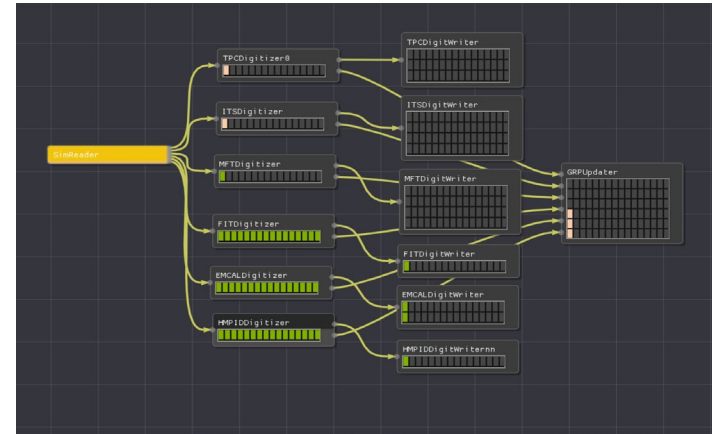 TPCDigitizer0
TPCDigitWriter
ITSDigitizer
ITSDigitWriter
SimReader
MFTDigitizer
MFTDigitWriter
GRPUpdater
FITDigitizer
FITDigitWriter
EMCALDigitizer
EMCALDigitWriter
HMPIDDigitizer
HMPIDDigitWriternn